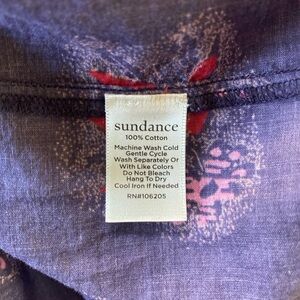 sundance
100% Cotton
Machine Wash Cold
Gentle Cycle
Wash Separately Or
With Like Colors
Do Not Bleach
Hang To Dry
Cool Iron If Needed
RN#106205